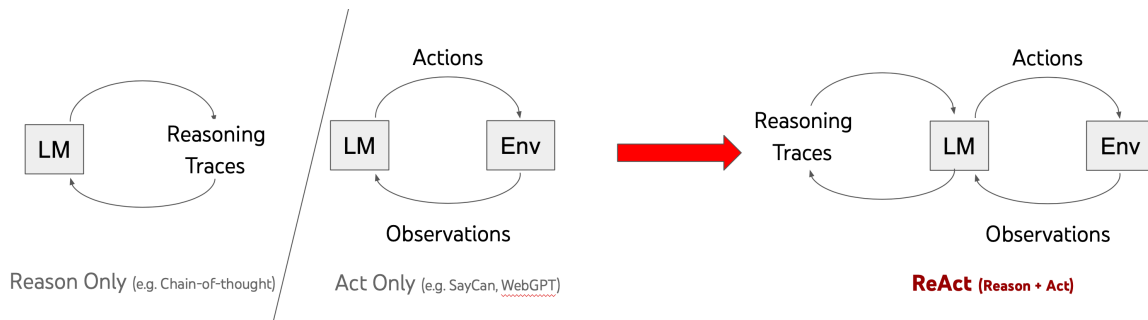 LM
Reasoning
Traces
Reason Only (e.g. Chain-of-thought)
Actions
LM
Env
Observations
Act Only (e.g. SayCan, WebGPT)
Reasoning
Traces
Actions
LM
Env
Observations
ReAct (Reason + Act)